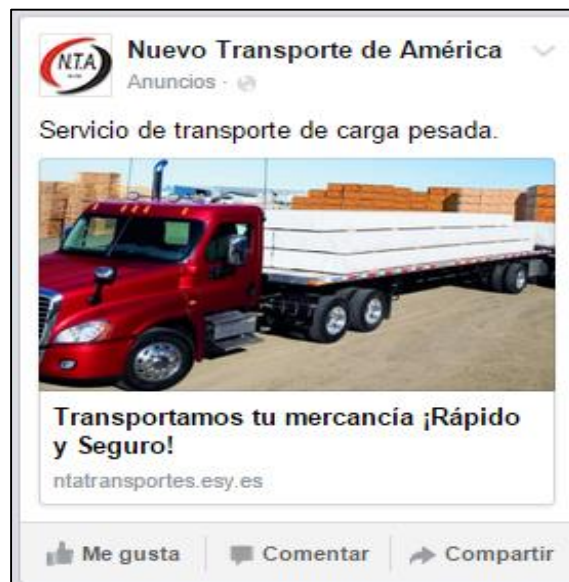 N.T.A
Nuevo Transporte de América
Anuncios ·
Servicio de transporte de carga pesada.
Transportamos tu mercancía ¡Rápido
y Seguro!
ntatransportes.esy.es
Me gusta
Comentar
Compartir